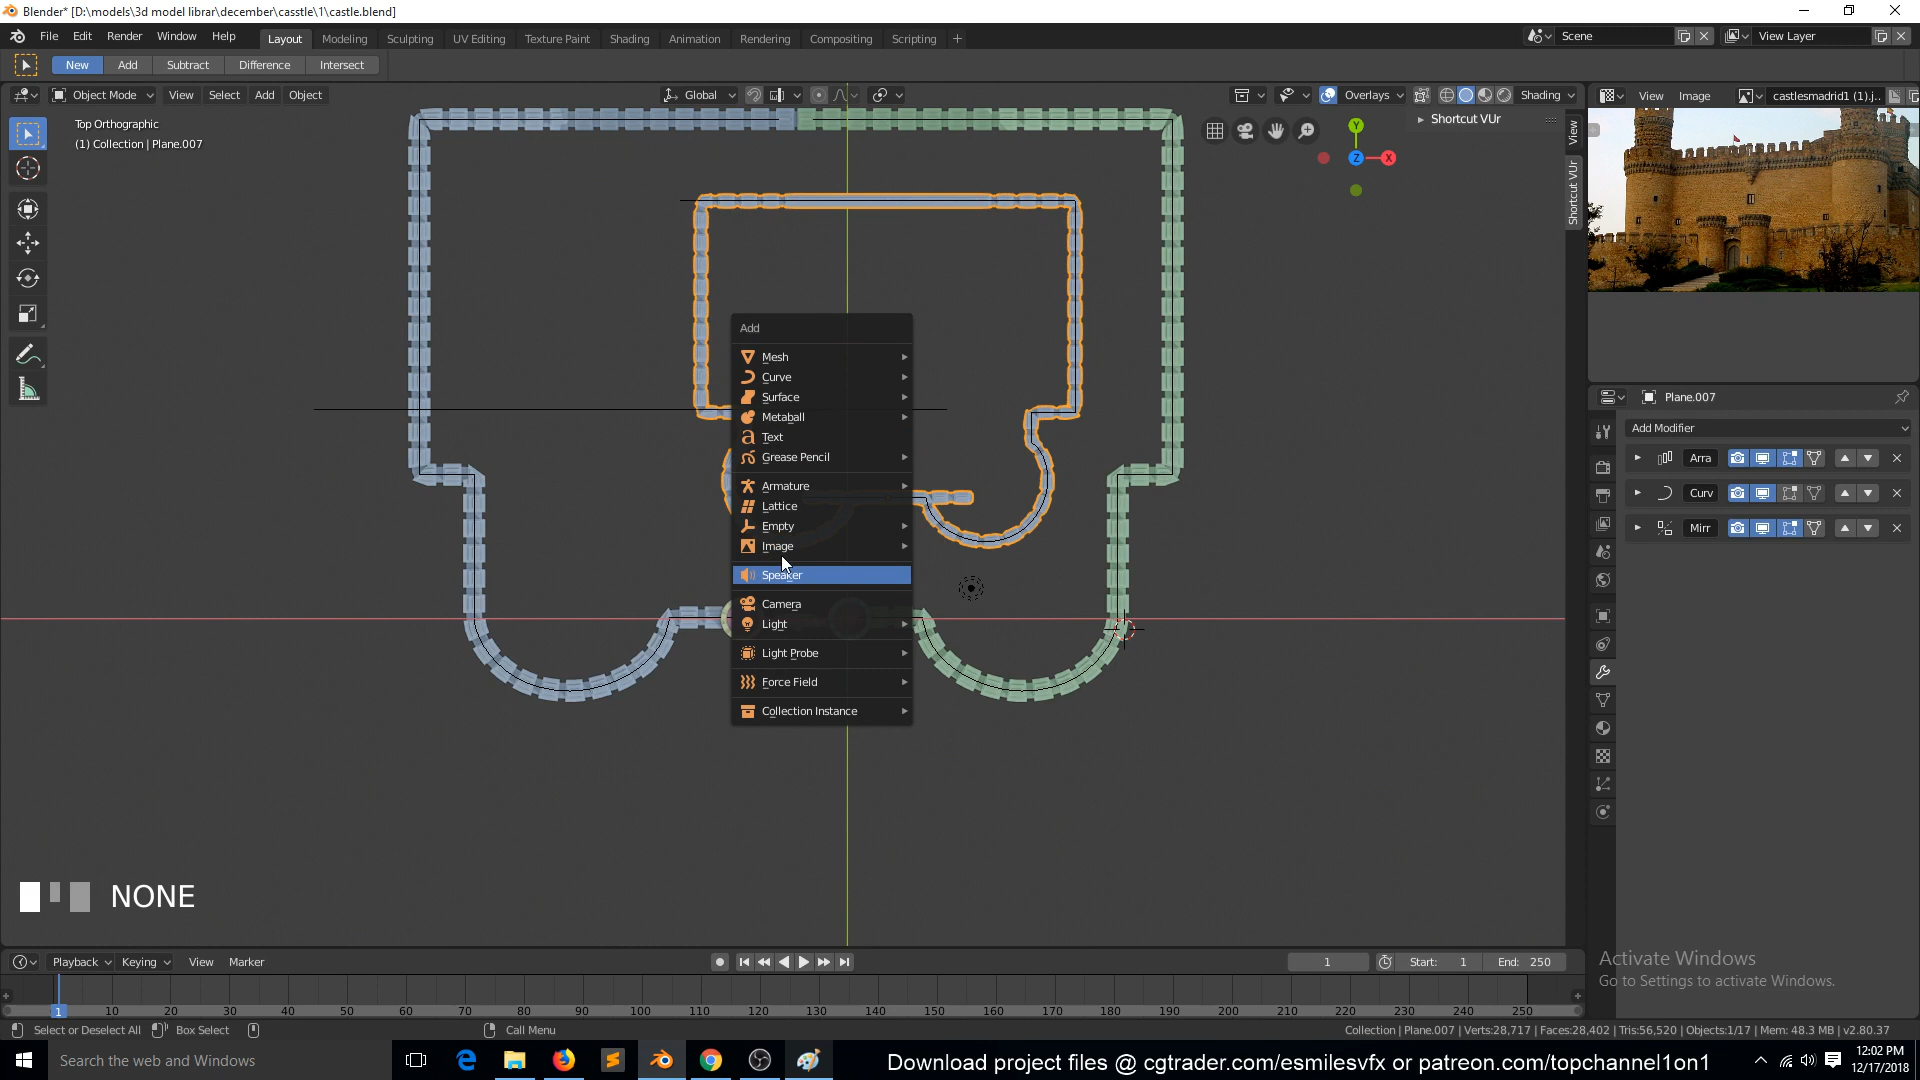 Blender* [D:\models\3d model librar\december\casstle\1\castle.blend]
File Edit Render Window Help Layout Modeling Sculpting UV Editing Texture Paint Shading Animation Rendering Compositing Scripting + Scene View Layer
New Add Subtract Difference Intersect
Object Mode View Select Add Object Global Overlays Shading View Image castlesmadrid1 (1).j..
Top Orthographic
(1) Collection | Plane.007
Shortcut VUr
View
Shortcut VUr
Y
Z
X
Add
Mesh
Curve
Surface
Metaball
Text
Grease Pencil
Armature
Lattice
Empty
Image
Speaker
Camera
Light
Light Probe
Force Field
Collection Instance
Plane.007
Add Modifier
Arra
Curv
Mirr
NONE
Activate Windows
Go to Settings to activate Windows.
Playback Keying View Marker 1 Start: 1 End: 250
1 10 20 30 40 50 60 70 80 90 100 110 120 130 140 150 160 170 180 190 200 210 220 230 240 250
Select or Deselect All Box Select Call Menu Collection | Plane.007 | Verts:28,717 | Faces:28,402 | Tris:56,520 | Objects:1/17 | Mem: 48.3 MB | v2.80.37
Search the web and Windows
Download project files @ cgtrader.com/esmilesvfx or patreon.com/topchannel1on1
12:02 PM
12/17/2018